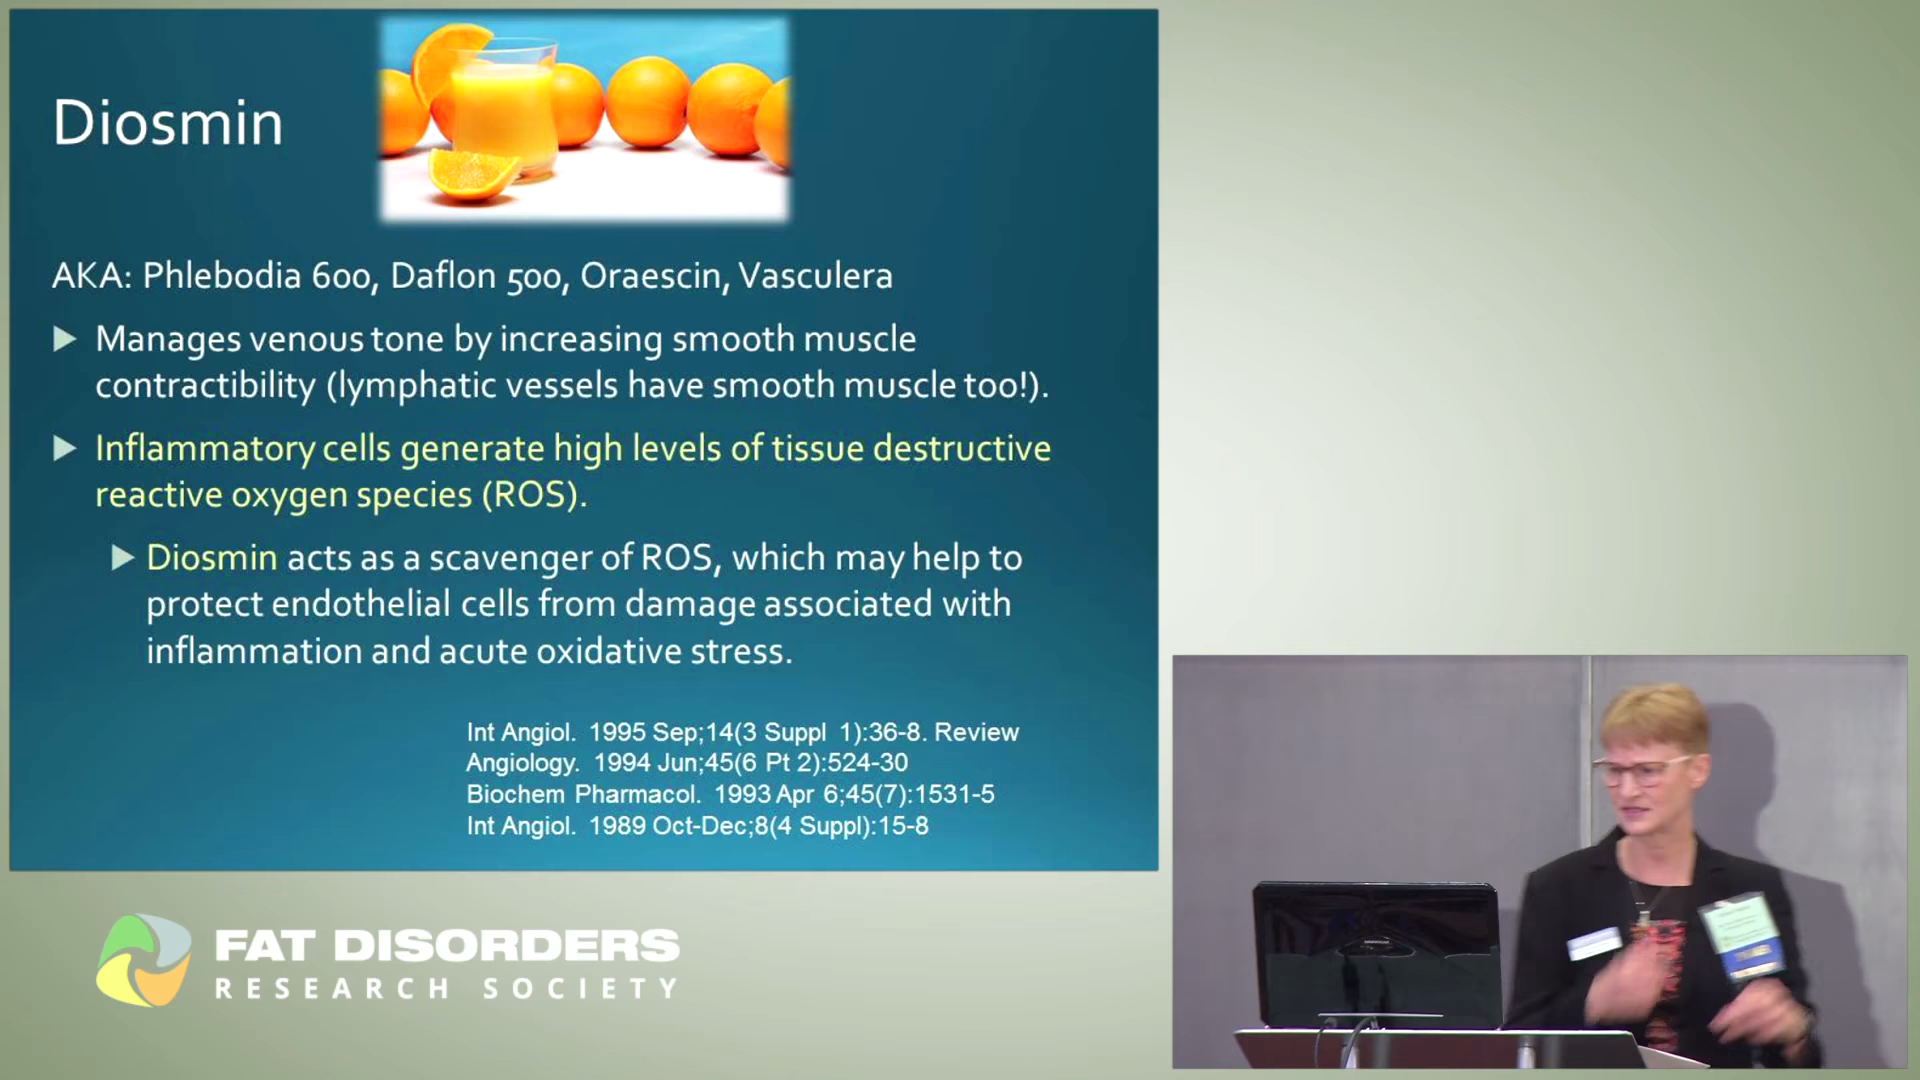 Diosmin
AKA: Phlebodia 600, Daflon 500, Oraescin, Vasculera
Manages venous tone by increasing smooth muscle
contractibility (lymphatic vessels have smooth muscle too!).
Inflammatory cells generate high levels of tissue destructive
reactive oxygen species (ROS).
Diosmin acts as a scavenger of ROS, which may help to
protect endothelial cells from damage associated with
inflammation and acute oxidative stress.
Int Angiol. 1995 Sep;14(3 Suppl 1):36-8. Review
Angiology. 1994 Jun;45(6 Pt 2):524-30
Biochem Pharmacol. 1993 Apr 6;45(7):1531-5
Int Angiol. 1989 Oct-Dec;8(4 Suppl):15-8
FAT DISORDERS
RESEARCH SOCIETY